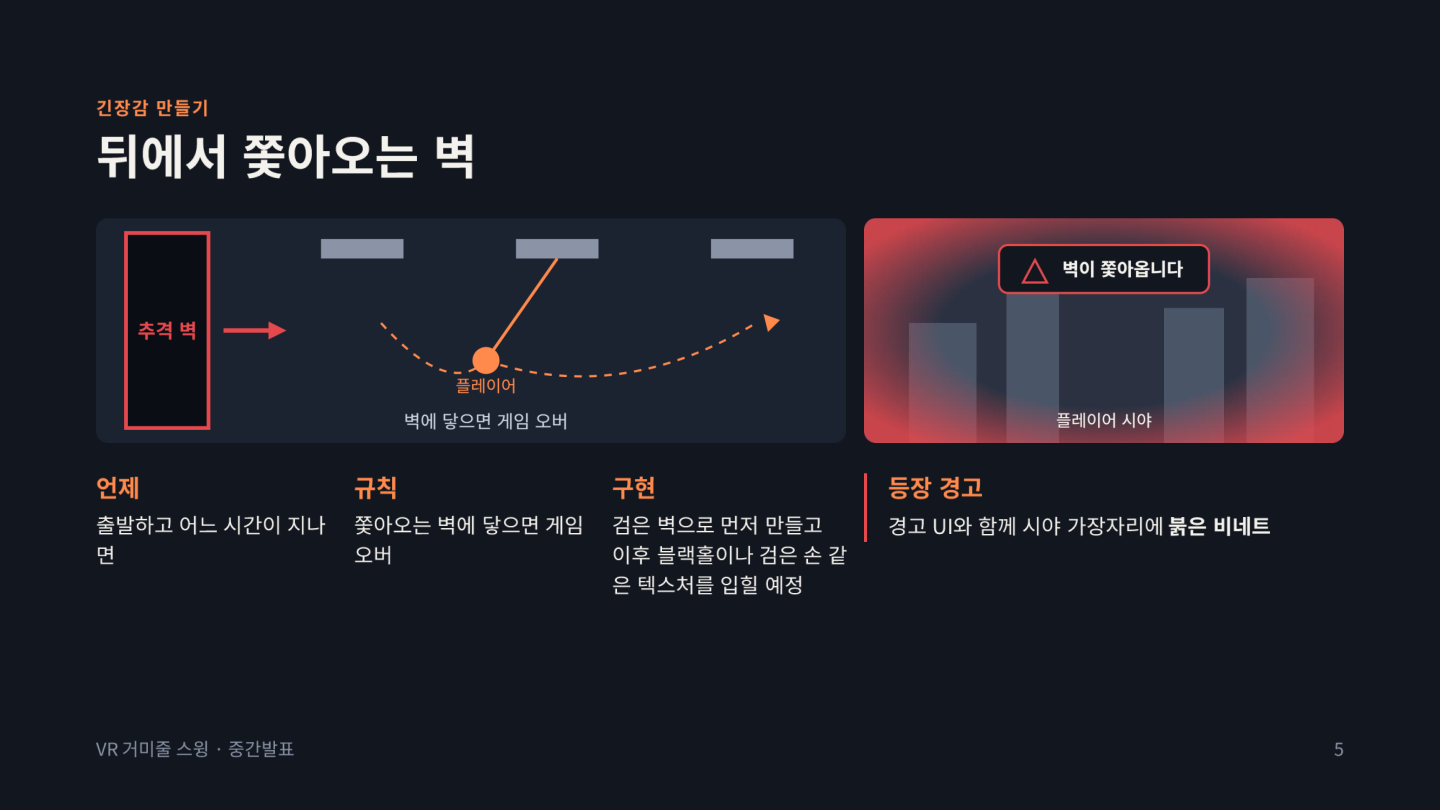 긴장감 만들기
뒤에서 쫓아오는 벽
추격 벽
플레이어
벽에 닿으면 게임 오버
벽이 쫓아옵니다
플레이어 시야
언제
출발하고 어느 시간이 지나
면
규칙
쫓아오는 벽에 닿으면 게임
오버
구현
검은 벽으로 먼저 만들고
이후 블랙홀이나 검은 손 같
은 텍스처를 입힐 예정
등장 경고
경고 UI와 함께 시야 가장자리에 붉은 비네트
VR 거미줄 스윙 · 중간발표
5